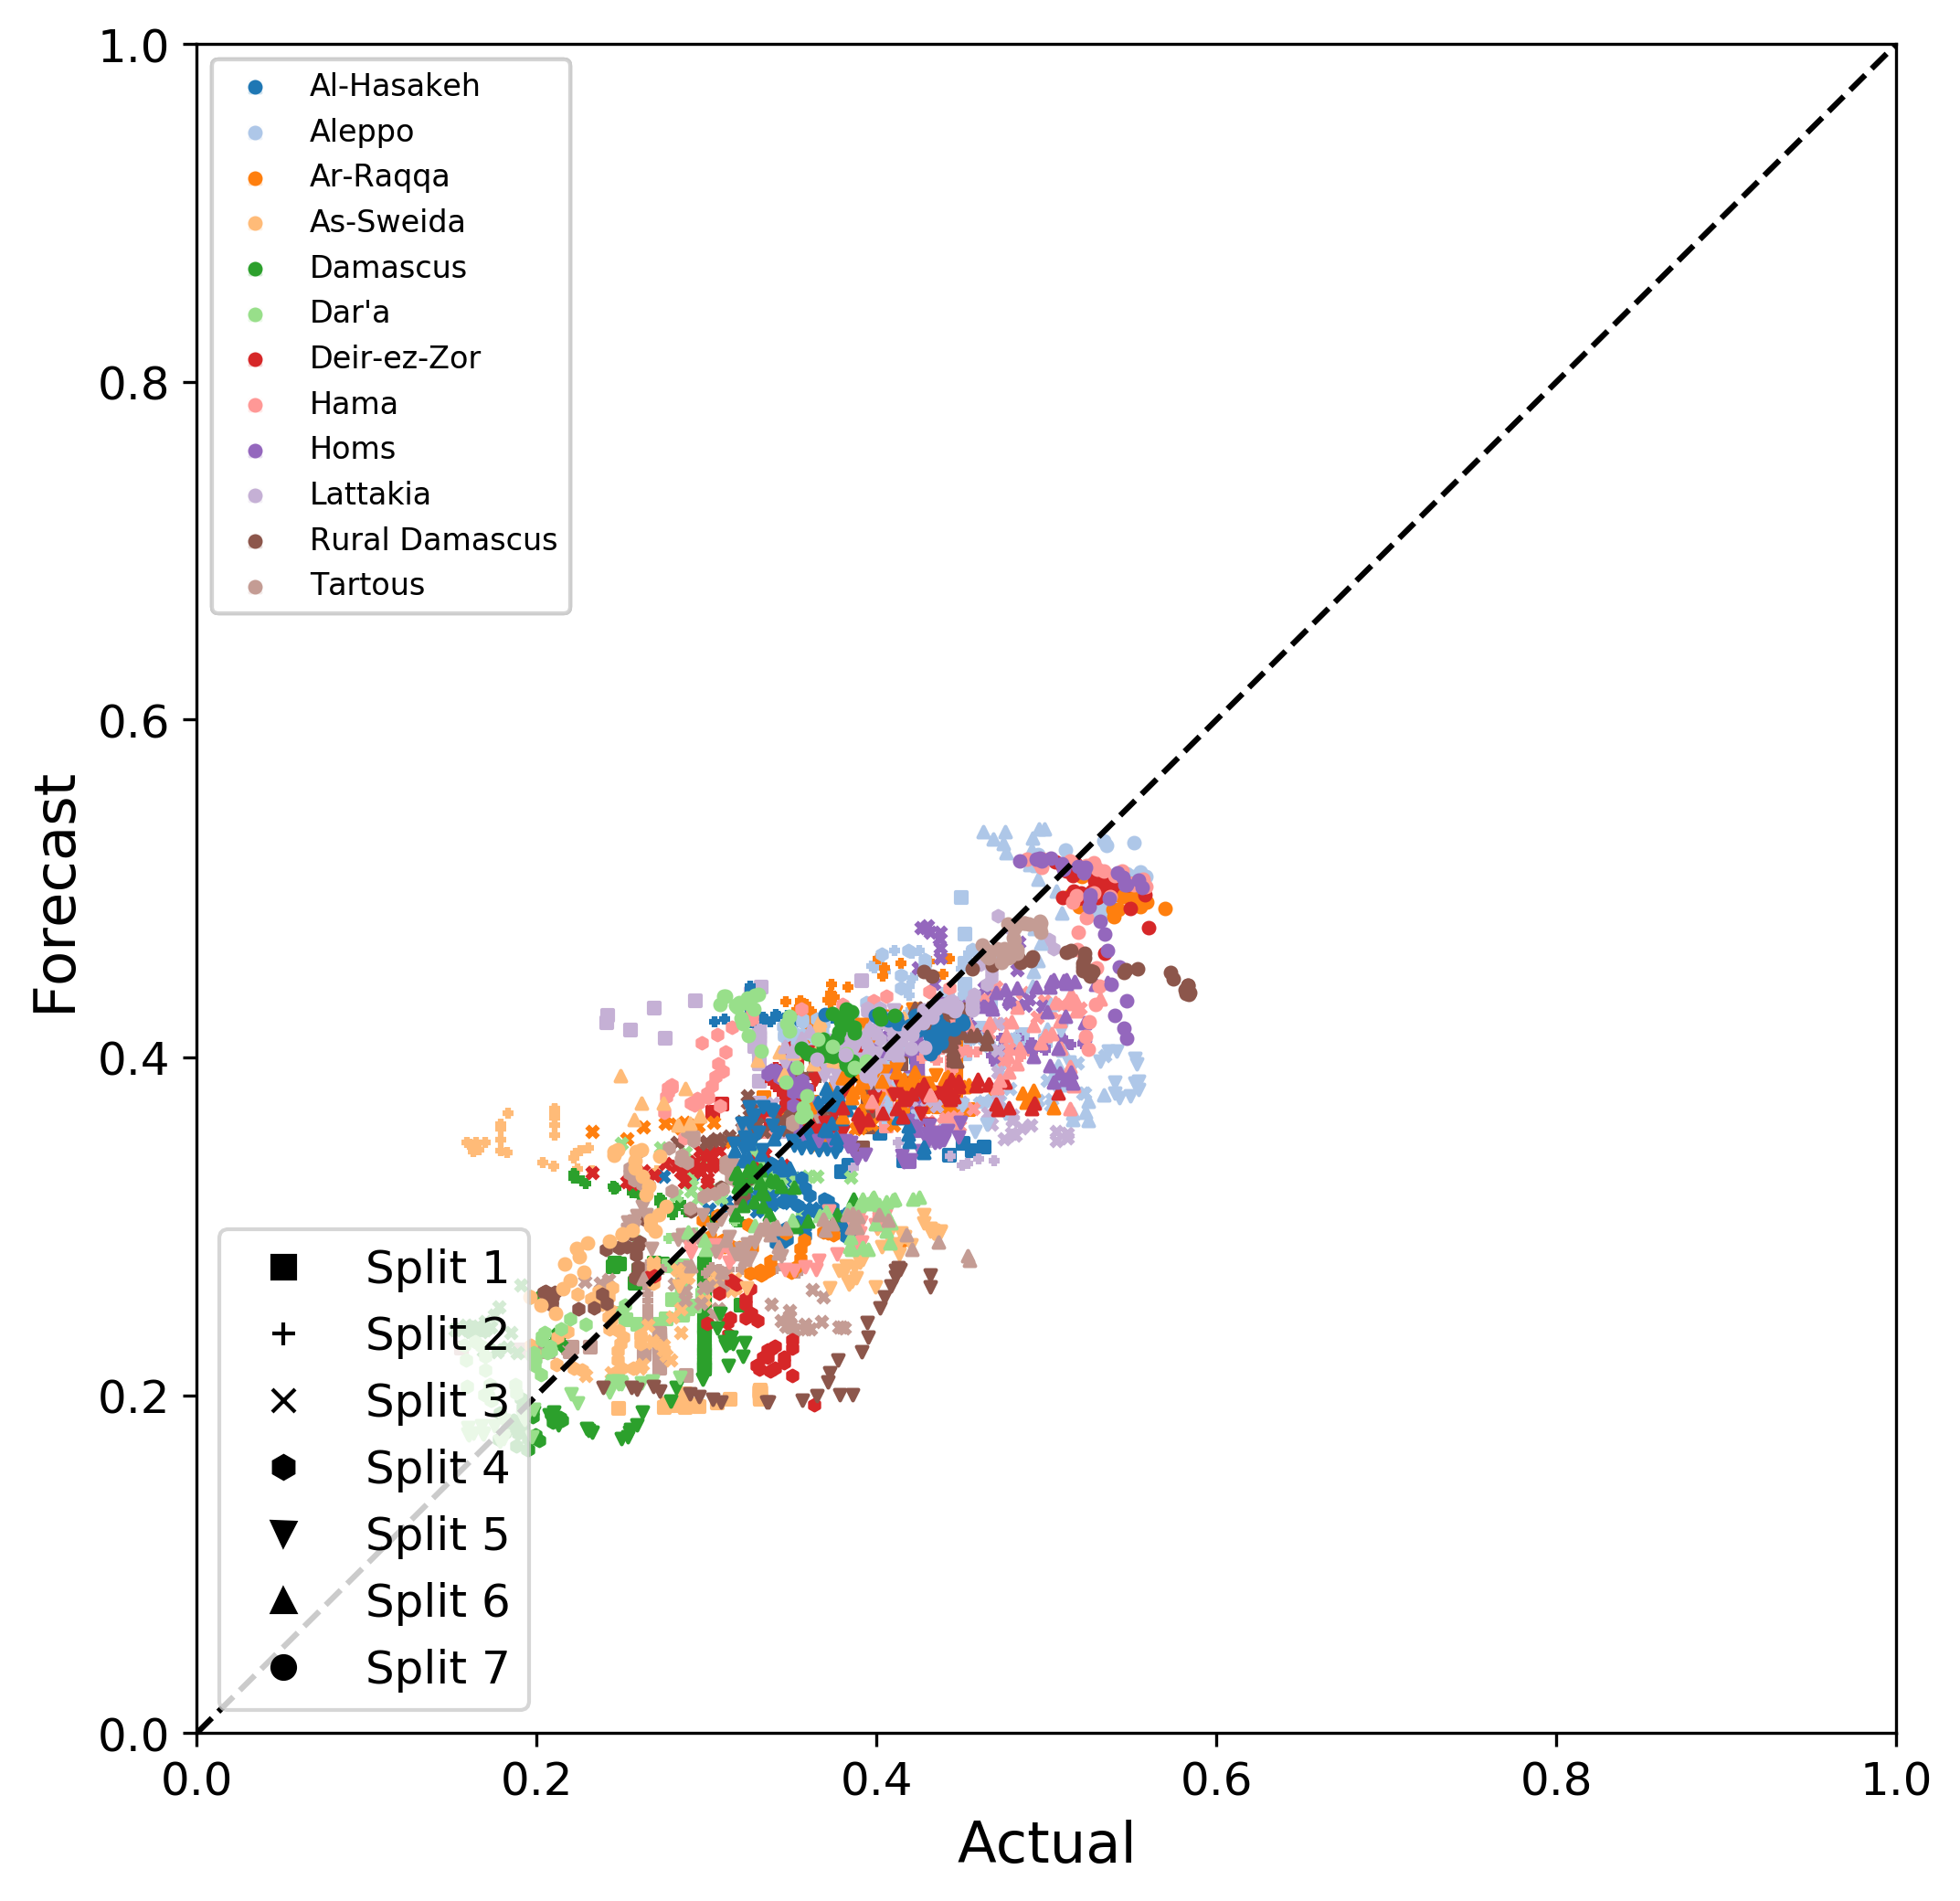 1.0
0.8
0.6
0.4
0.2
0.0
Forecast
Al-Hasakeh
Aleppo
Ar-Raqqa
As-Sweida
Damascus
Dar'a
Deir-ez-Zor
Hama
Homs
Lattakia
Rural Damascus
Tartous
Split 1
Split 2
Split 3
Split 4
Split 5
Split 6
Split 7
0.0 0.2 0.4 0.6 0.8 1.0
Actual